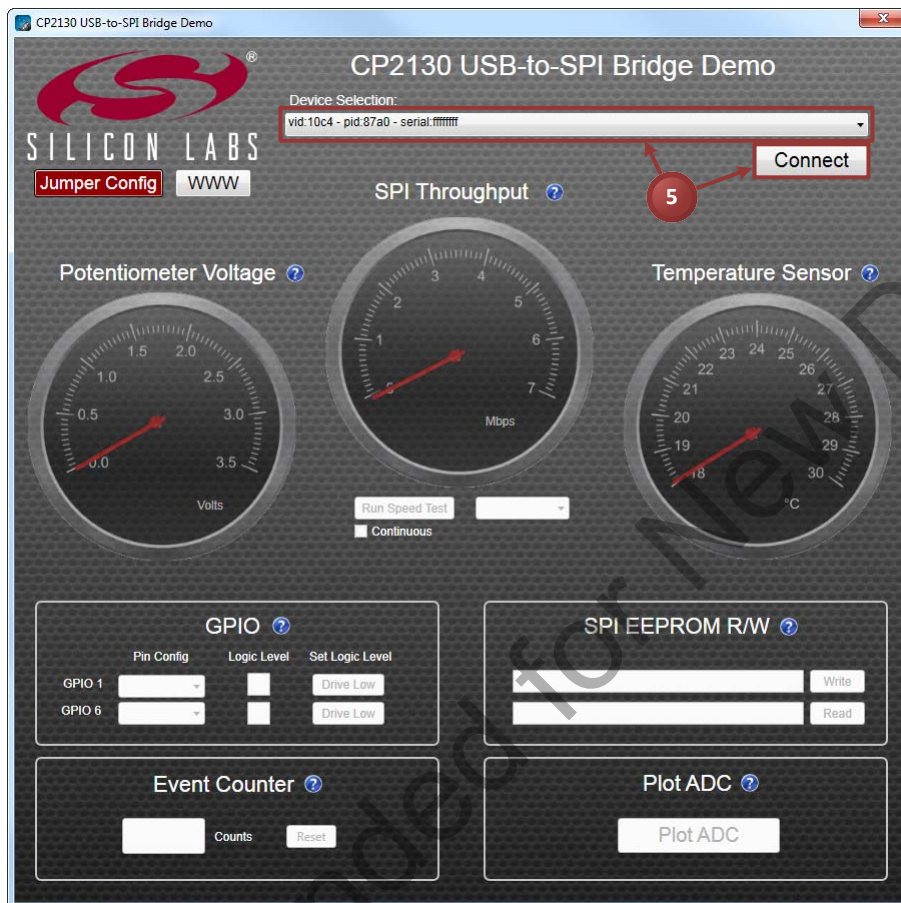 CP2130 USB-to-SPI Bridge Demo
x
®
CP2130 USB-to-SPI Bridge Demo
Device Selection:
vid:10c4 - pid:87a0 - serial:ffffffff
SILICON LABS
Connect
Jumper Config WWW
5
SPI Throughput ?
Potentiometer Voltage ?
Temperature Sensor ?
0 1 2 3 4 5 6 7
Mbps
0.0 0.5 1.0 1.5 2.0 2.5 3.0 3.5
Volts
18 19 20 21 22 23 24 25 26 27 28 29 30
°C
Run Speed Test
Continuous
GPIO ?
Pin Config Logic Level Set Logic Level
GPIO 1 Drive Low
GPIO 6 Drive Low
SPI EEPROM R/W ?
Write
Read
Event Counter ?
Counts Reset
Plot ADC ?
Plot ADC
nded for New